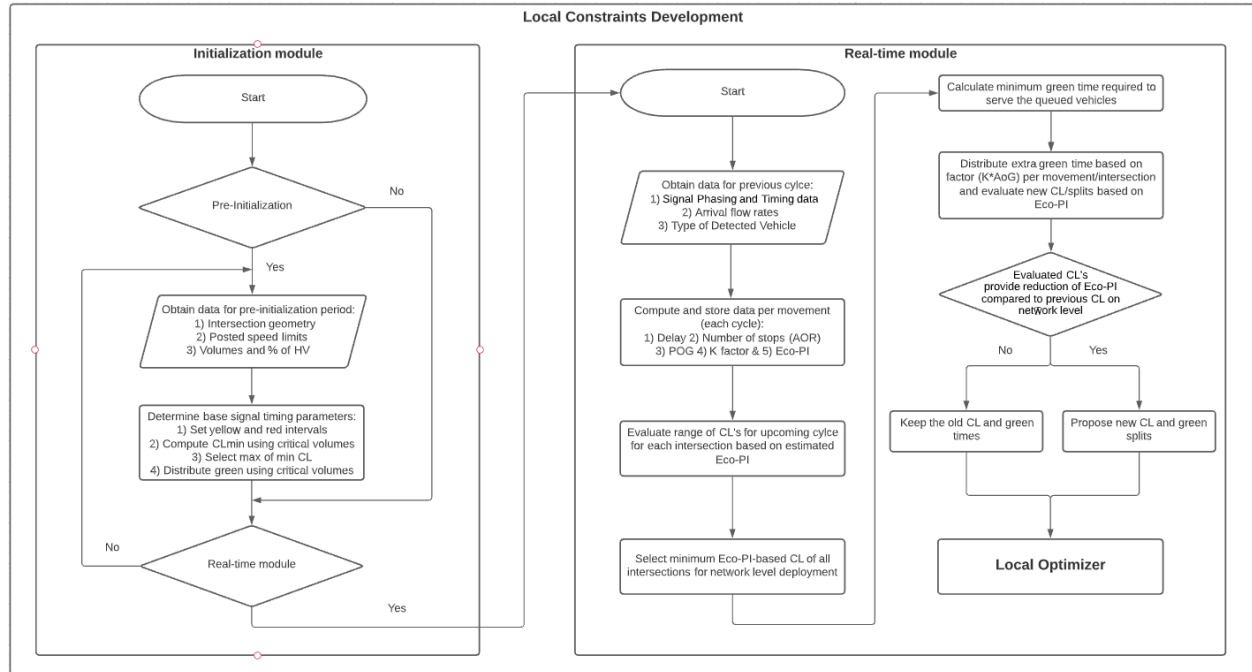 Local Constraints Development
Initialization module
Start
Pre-Initialization
No
Yes
Obtain data for pre-initialization period:
1) Intersection geometry
2) Posted speed limits
3) Volumes and % of HV
Determine base signal timing parameters:
1) Set yellow and red intervals
2) Compute CLmin using critical volumes
3) Select max of min CL
4) Distribute green using critical volumes
No
Real-time module
Yes
Real-time module
Start
Obtain data for previous cylce:
1) Signal Phasing and Timing data
2) Arrival flow rates
3) Type of Detected Vehicle
Compute and store data per movement
(each cycle):
1) Delay 2) Number of stops (AOR)
3) POG 4) K factor & 5) Eco-PI
Evaluate range of CL's for upcoming cylce
for each intersection based on estimated
Eco-PI
Select minimum Eco-PI-based CL of all
intersections for network level deployment
Calculate minimum green time required to
serve the queued vehicles
Distribute extra green time based on
factor (K*AoG) per movement/intersection
and evaluate new CL/splits based on
Eco-PI
Evaluated CL's
provide reduction of Eco-PI
compared to previous CL on
network level
No
Yes
Keep the old CL and green
times
Propose new CL and green
splits
Local Optimizer